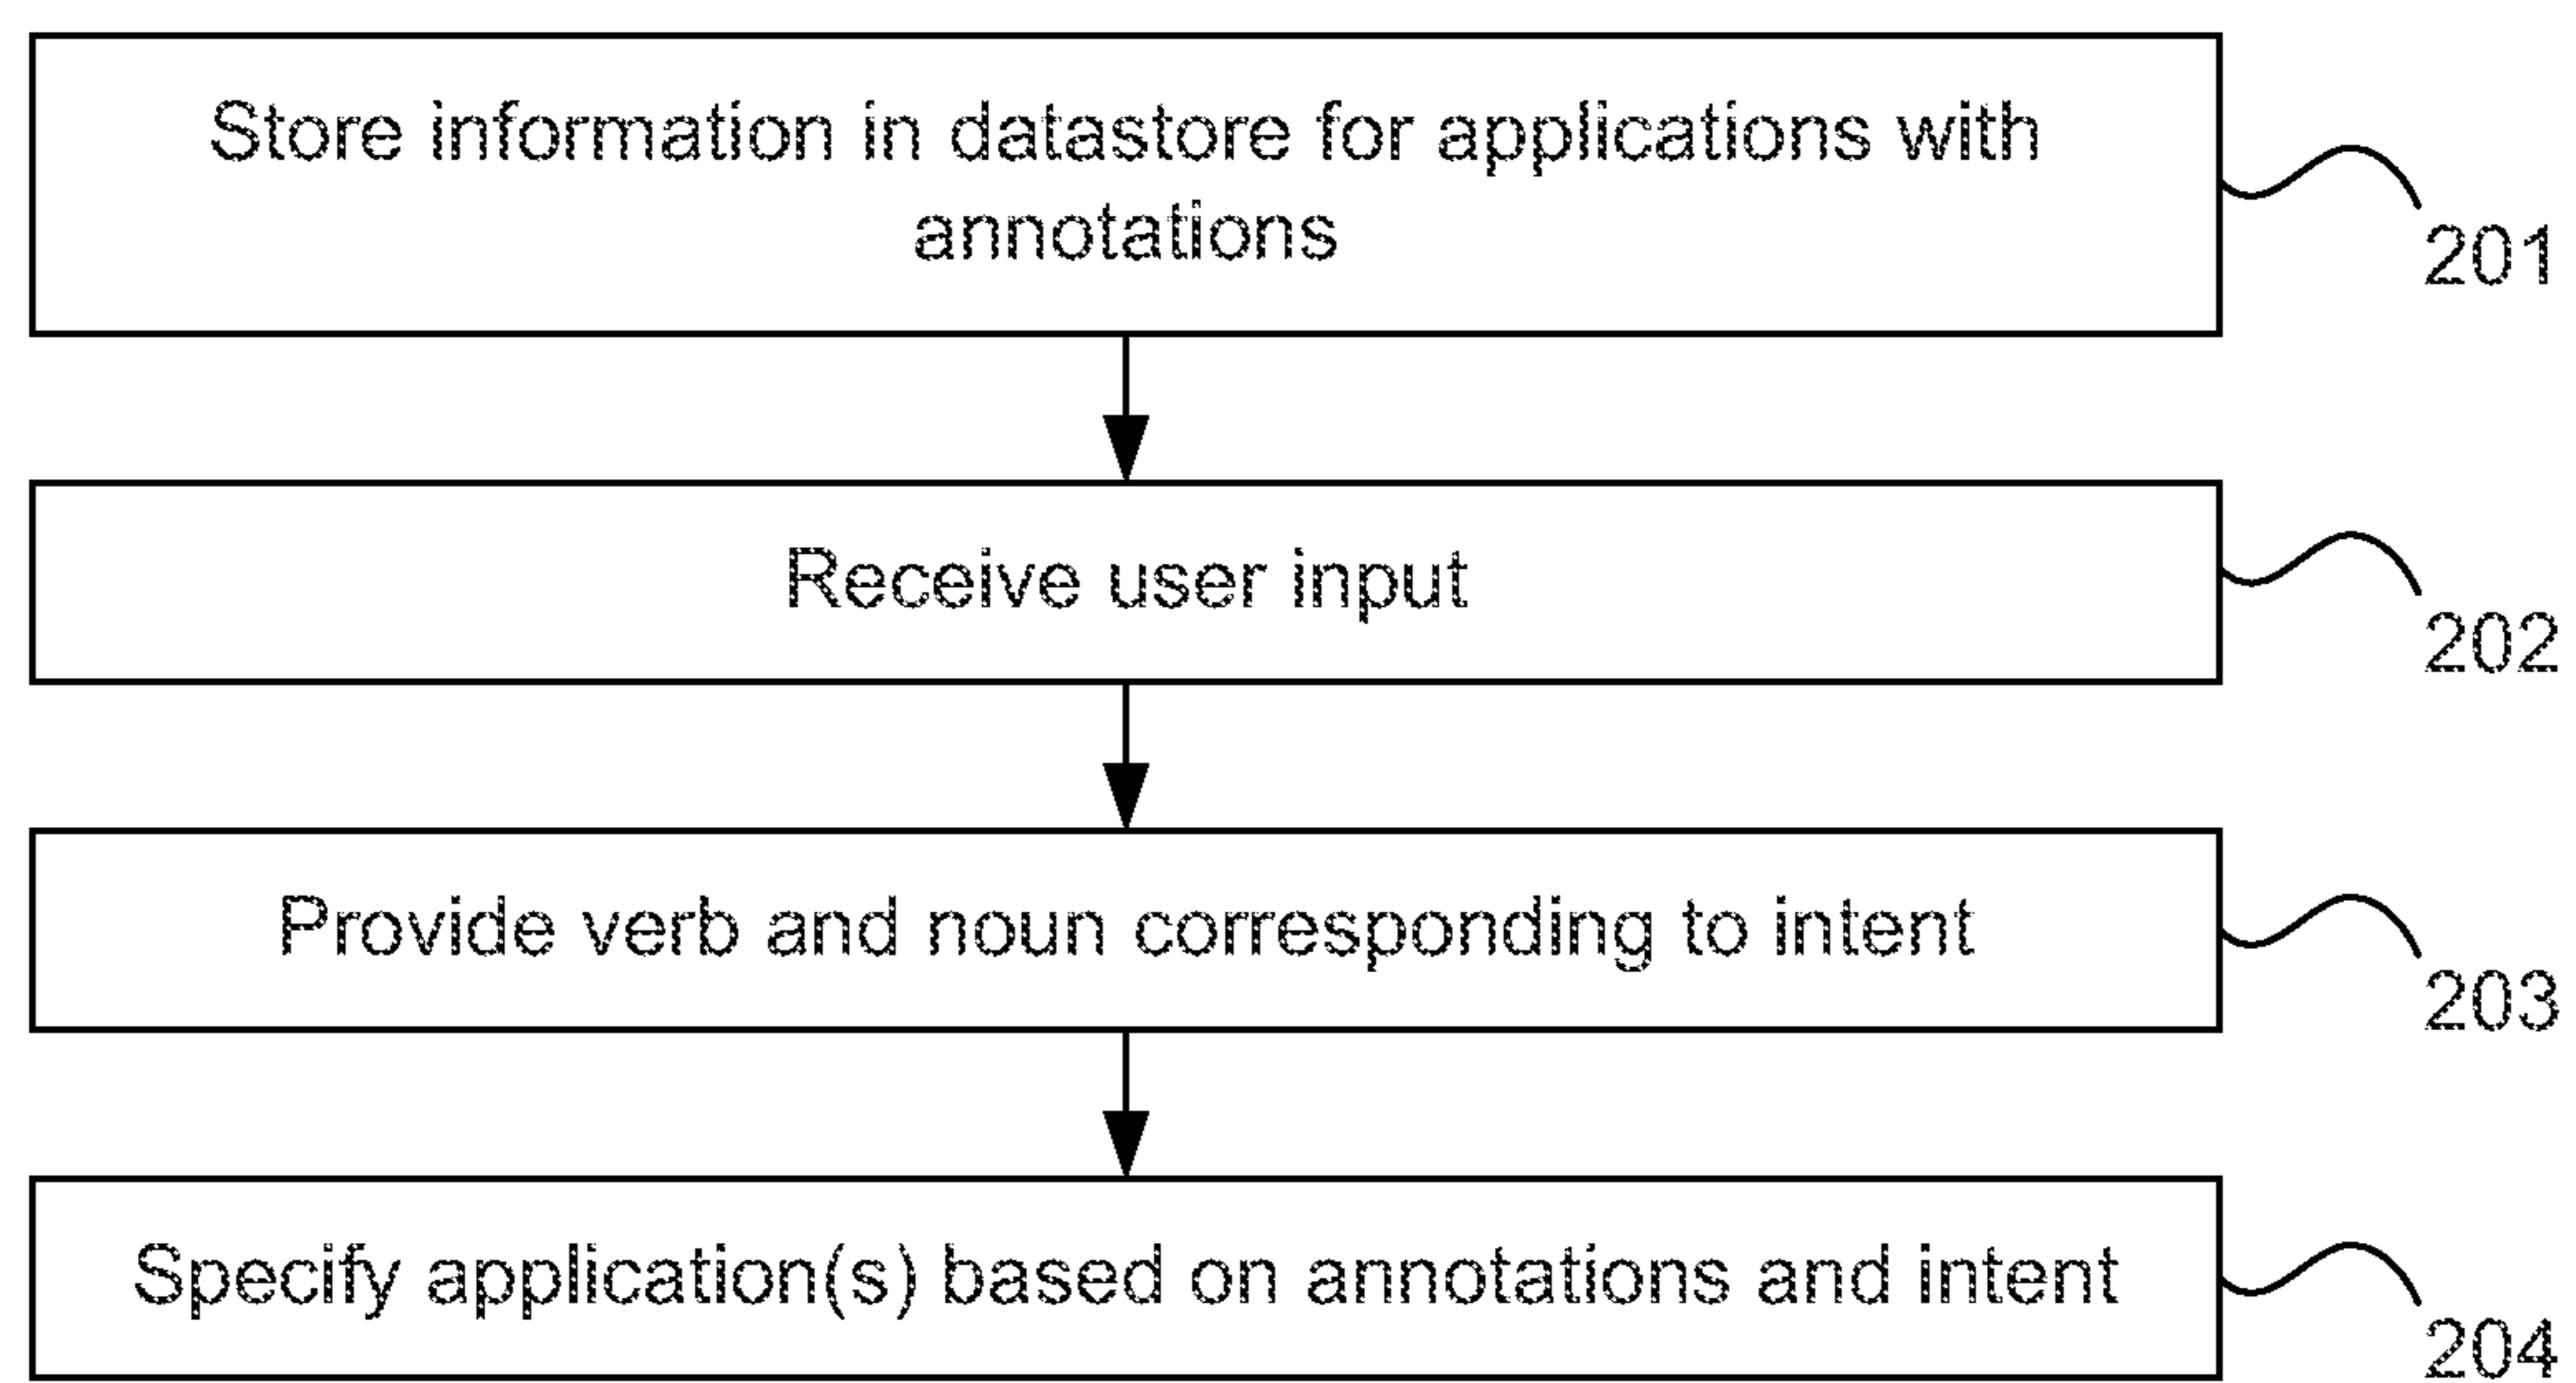 Store information in datastore for applications with
annotations
201
Receive user input
202
Provide verb and noun corresponding to intent
203
Specify application(s) based on annotations and intent
204